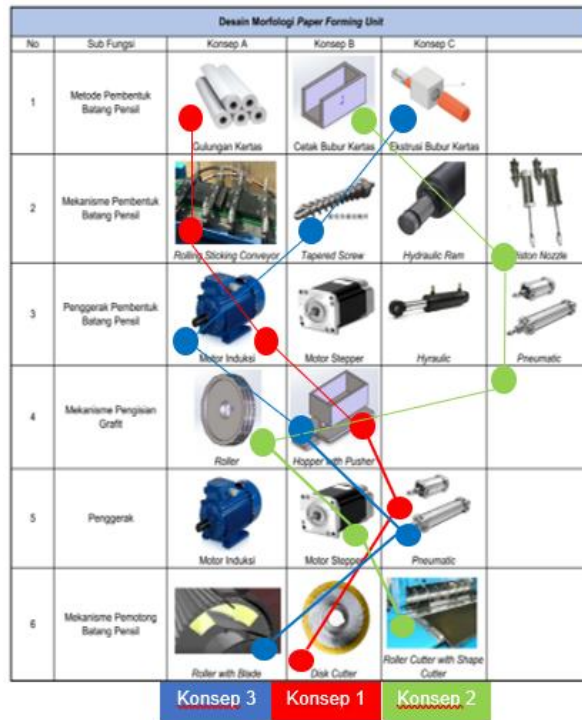 Desain Morfologi Paper Forming Unit
No Sub Fungsi Konsep A Konsep B Konsep C
1 Metode Pembentuk Batang Pensil
Gulungan Kertas Cetak Bubur Kertas Ekstrusi Bubur Kertas
2 Mekanisme Pembentuk Batang Pensil
Rolling Sticking Conveyor Tapered Screw Hydraulic Ram Piston Nozzle
3 Penggerak Pembentuk Batang Pensil
Motor Induksi Motor Stepper Hyraulic Pneumatic
4 Mekanisme Pengisian Grafit
Roller Hopper with Pusher
5 Penggerak
Motor Induksi Motor Stepper Pneumatic
6 Mekanisme Pemotong Batang Pensil
Roller with Blade Disk Cutter Roller Cutter with Shape Cutter
Konsep 3 Konsep 1 Konsep 2